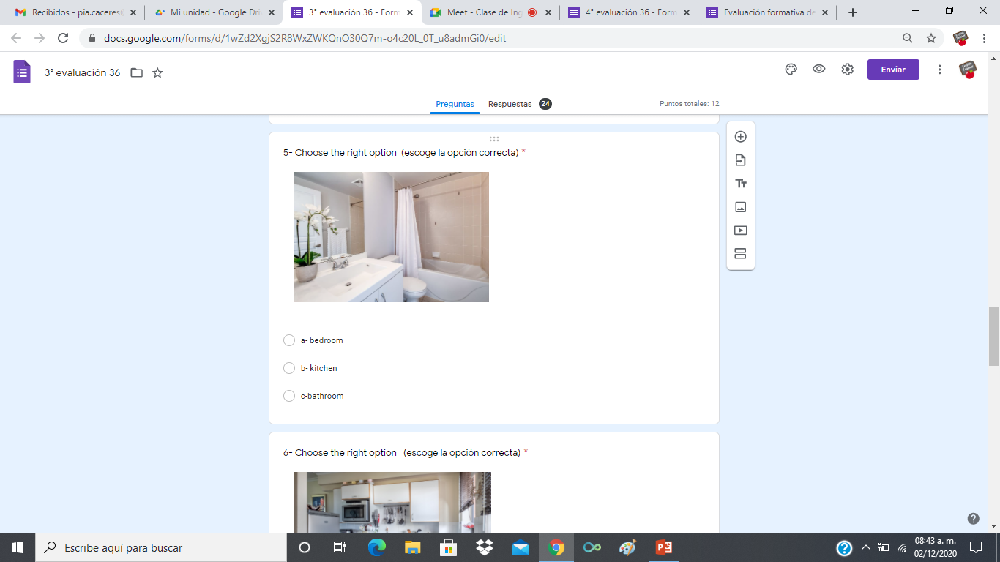 Recibidos - pia.caceres
Mi unidad - Google Dri
3° evaluación 36 - Form
Meet - Clase de Ing
4° evaluación 36 - Form
Evaluación formativa de
docs.google.com/forms/d/1wZd2XgjS2R8WxZWKQnO30Q7m-o4c20L_0T_u8admGi0/edit
3° evaluación 36
Enviar
Preguntas
Respuestas 24
Puntos totales: 12
5- Choose the right option (escoge la opción correcta) *
a- bedroom
b- kitchen
c-bathroom
6- Choose the right option (escoge la opción correcta) *
Escribe aquí para buscar
08:43 a. m.
02/12/2020